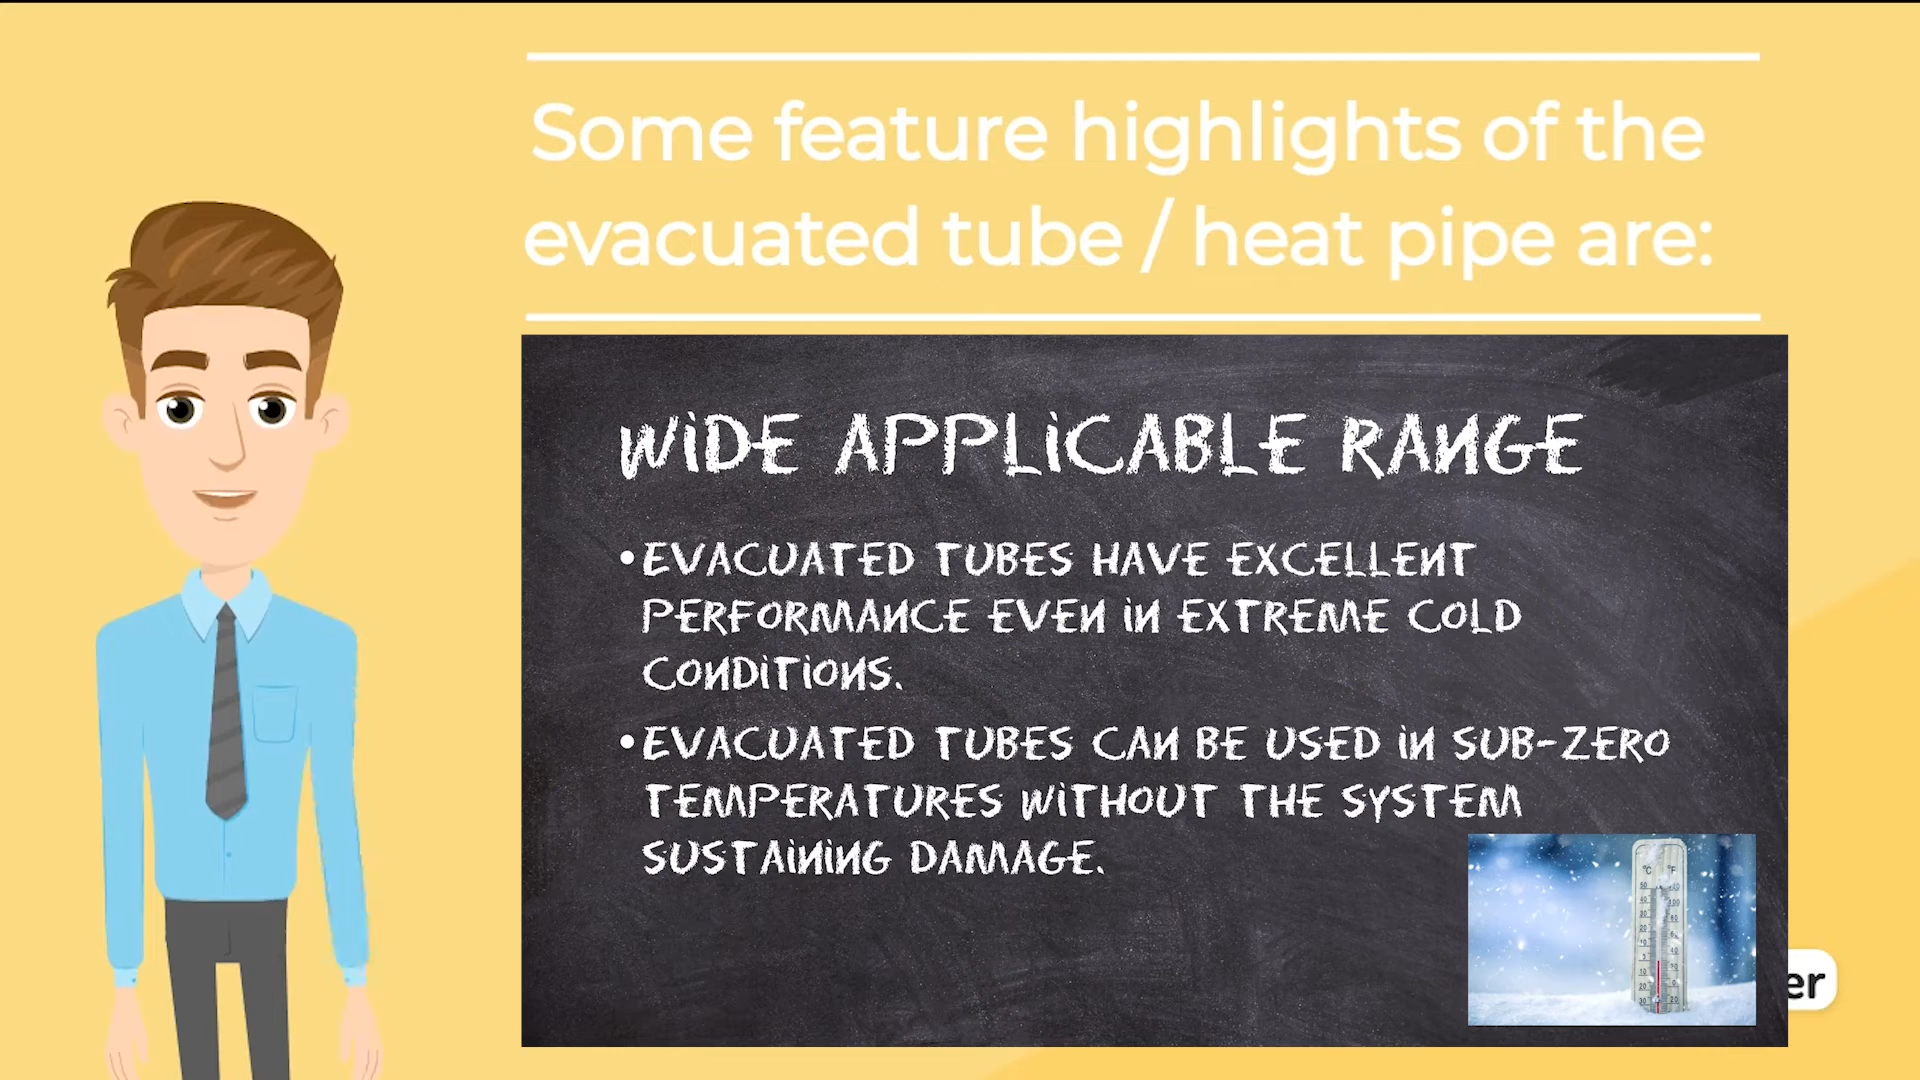 Some feature highlights of the
evacuated tube / heat pipe are:
WIDE APPLICABLE RANGE
•EVACUATED TUBES HAVE EXCELLENT
PERFORMANCE EVEN IN EXTREME COLD
CONDITIONS.
•EVACUATED TUBES CAN BE USED IN SUB-ZERO
TEMPERATURES WITHOUT THE SYSTEM
SUSTAINING DAMAGE.
°C °F
er